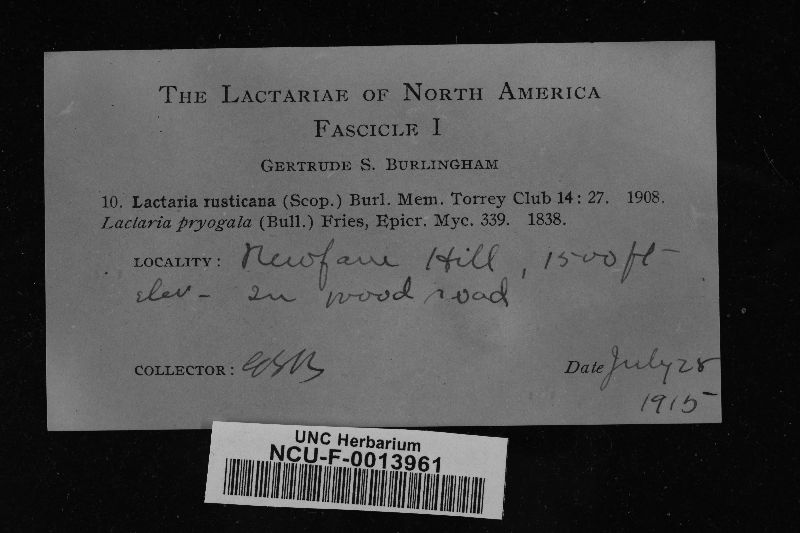 THE LACTARIAE OF NORTH AMERICA
FASCICLE I
GERTRUDE S. BURLINGHAM
10. Lactaria rusticana (Scop.) Burl. Mem. Torrey Club 14: 27. 1908.
Lactaria pryogala (Bull.) Fries, Epicr. Myc. 339. 1838.
LOCALITY: Newfane Hill, 1500 ft
elev - In wood road
COLLECTOR: GSB Date July 28
1915
UNC Herbarium
NCU-F-0013961